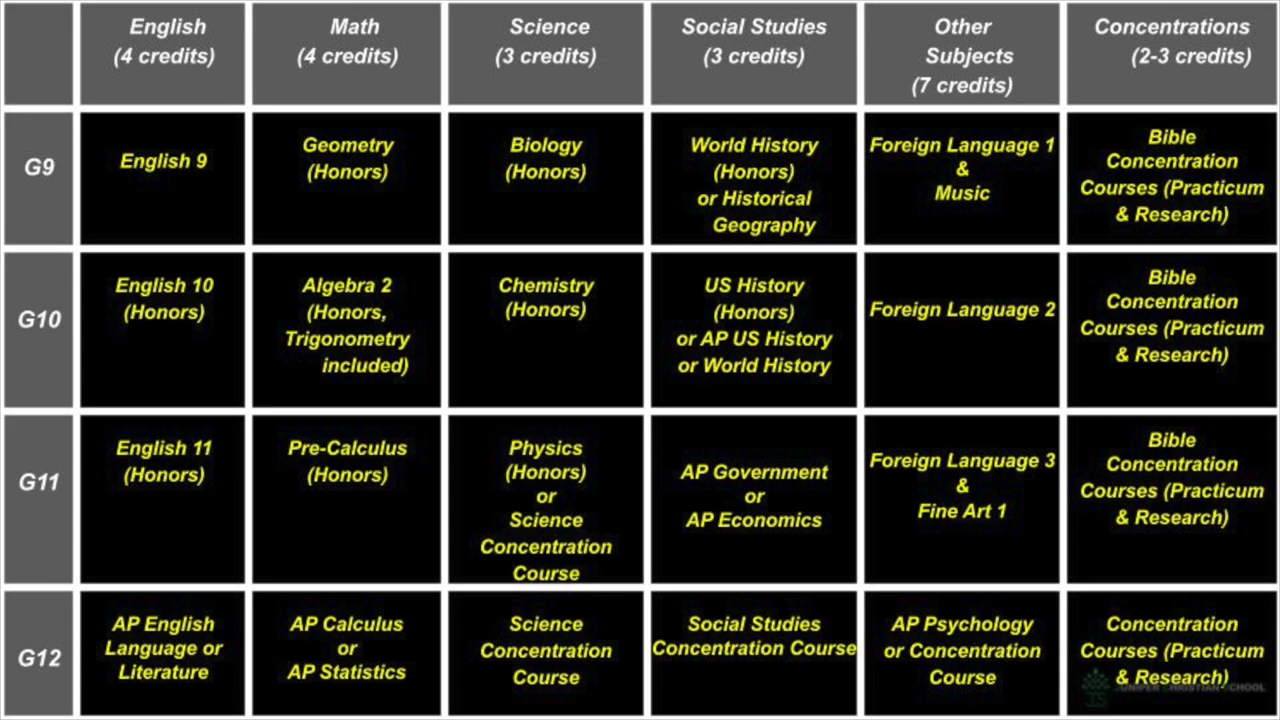 English
(4 credits)
Math
(4 credits)
Science
(3 credits)
Social Studies
(3 credits)
Other
Subjects
(7 credits)
Concentrations
(2-3 credits)
G9
English 9
Geometry
(Honors)
Biology
(Honors)
World History
(Honors)
or Historical
Geography
Foreign Language 1
&
Music
Bible
Concentration
Courses (Practicum
& Research)
G10
English 10
(Honors)
Algebra 2
(Honors,
Trigonometry
included)
Chemistry
(Honors)
US History
(Honors)
or AP US History
or World History
Foreign Language 2
Bible
Concentration
Courses (Practicum
& Research)
G11
English 11
(Honors)
Pre-Calculus
(Honors)
Physics
(Honors)
or
Science
Concentration
Course
AP Government
or
AP Economics
Foreign Language 3
&
Fine Art 1
Bible
Concentration
Courses (Practicum
& Research)
G12
AP English
Language or
Literature
AP Calculus
or
AP Statistics
Science
Concentration
Course
Social Studies
Concentration Course
AP Psychology
or Concentration
Course
Concentration
Courses (Practicum
& Research)
JUNIPER CHRISTIAN SCHOOL